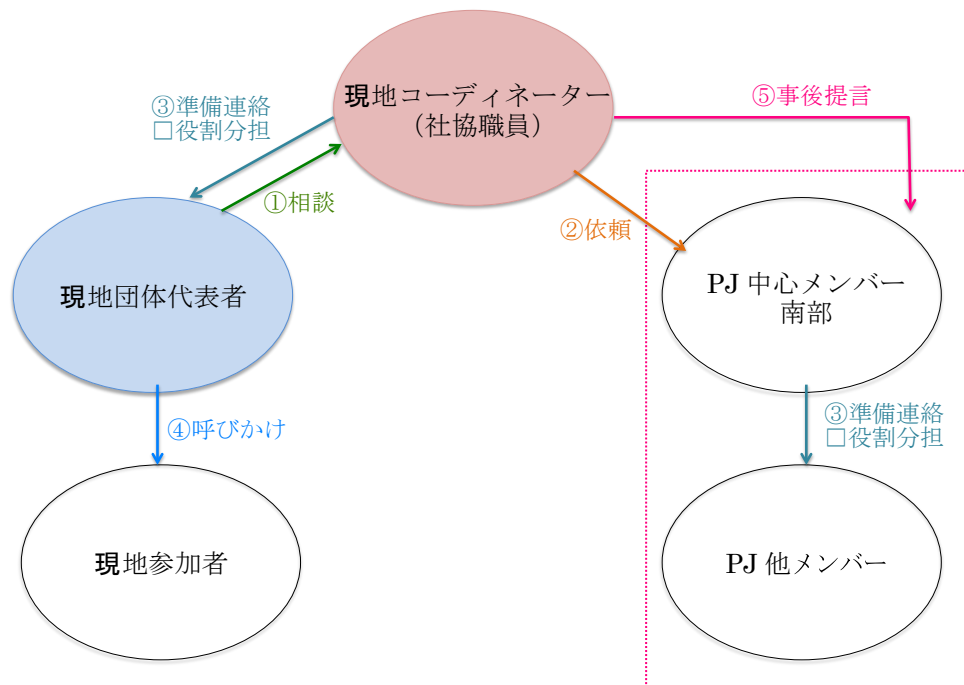 現地コーディネーター
（社協職員）
③準備連絡
□役割分担
⑤事後提言
①相談
②依頼
現地団体代表者
PJ 中心メンバー
南部
④呼びかけ
③準備連絡
□役割分担
現地参加者
PJ 他メンバー